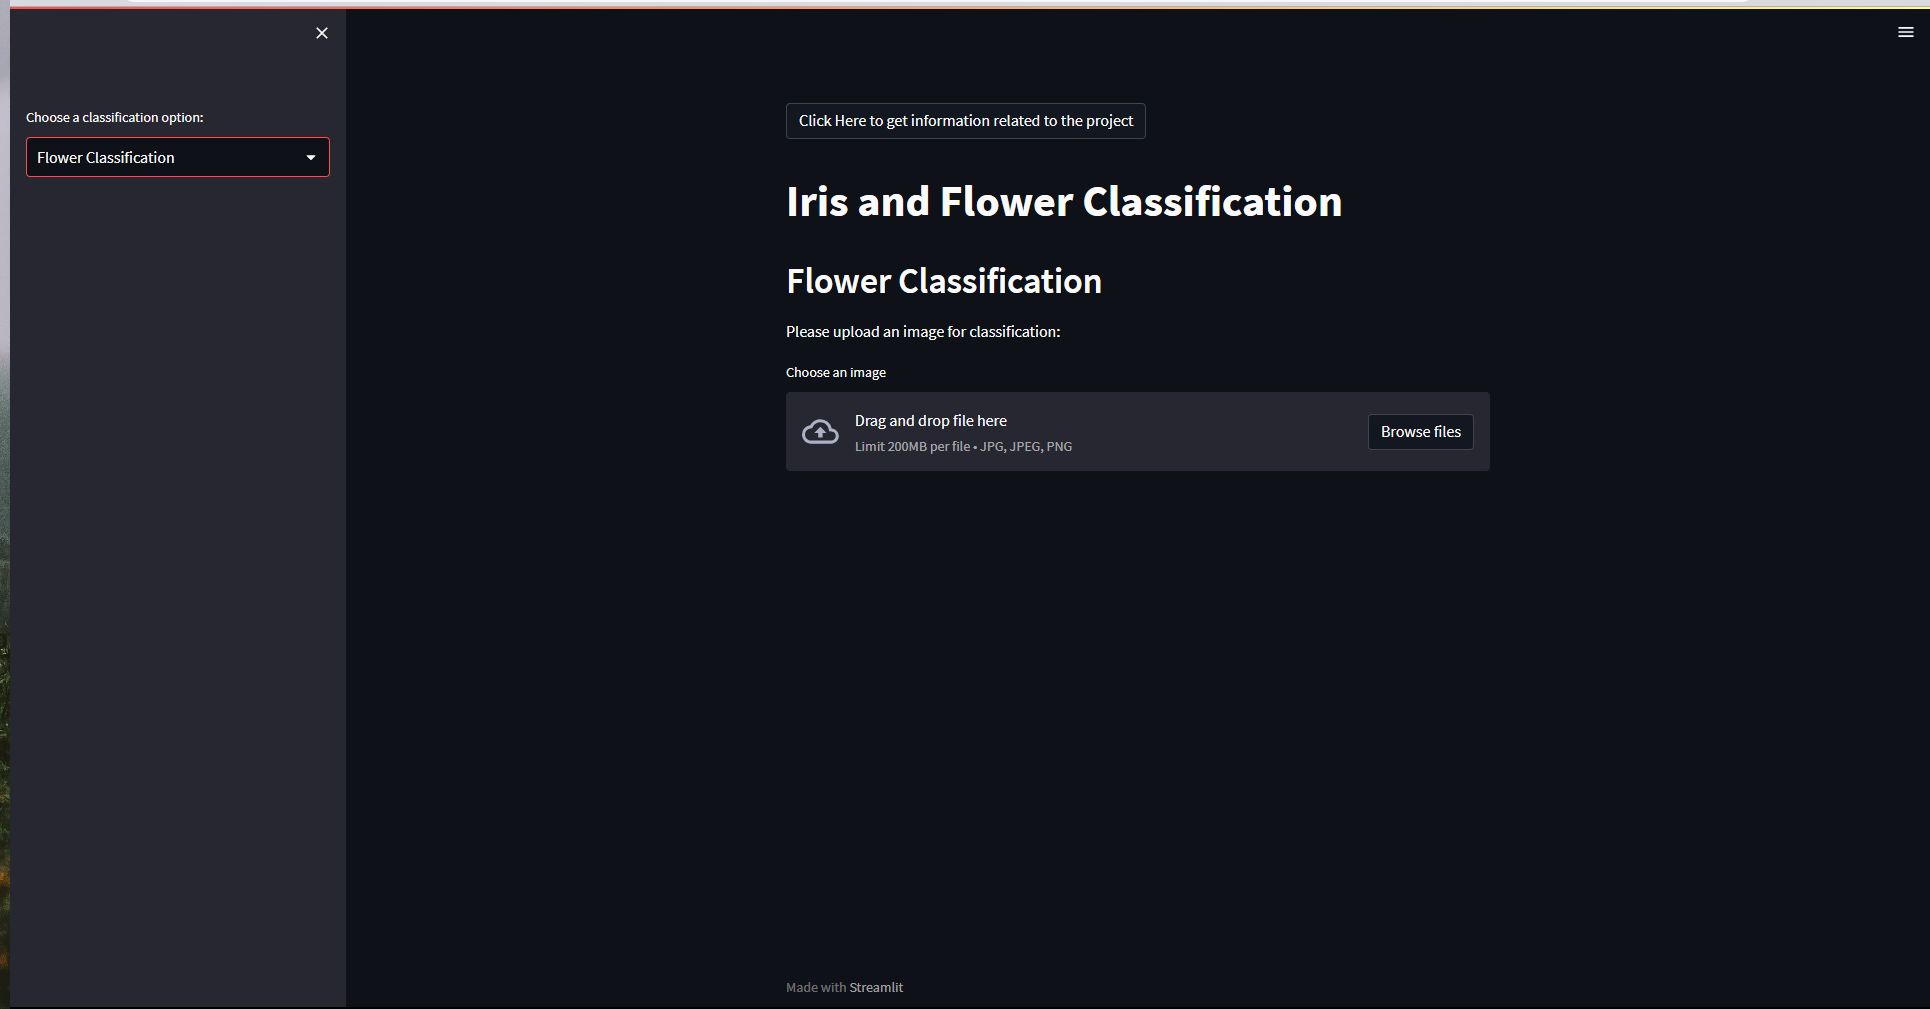 Choose a classification option:
Flower Classification
Click Here to get information related to the project
Iris and Flower Classification
Flower Classification
Please upload an image for classification:
Choose an image
Drag and drop file here
Limit 200MB per file • JPG, JPEG, PNG
Browse files
Made with Streamlit